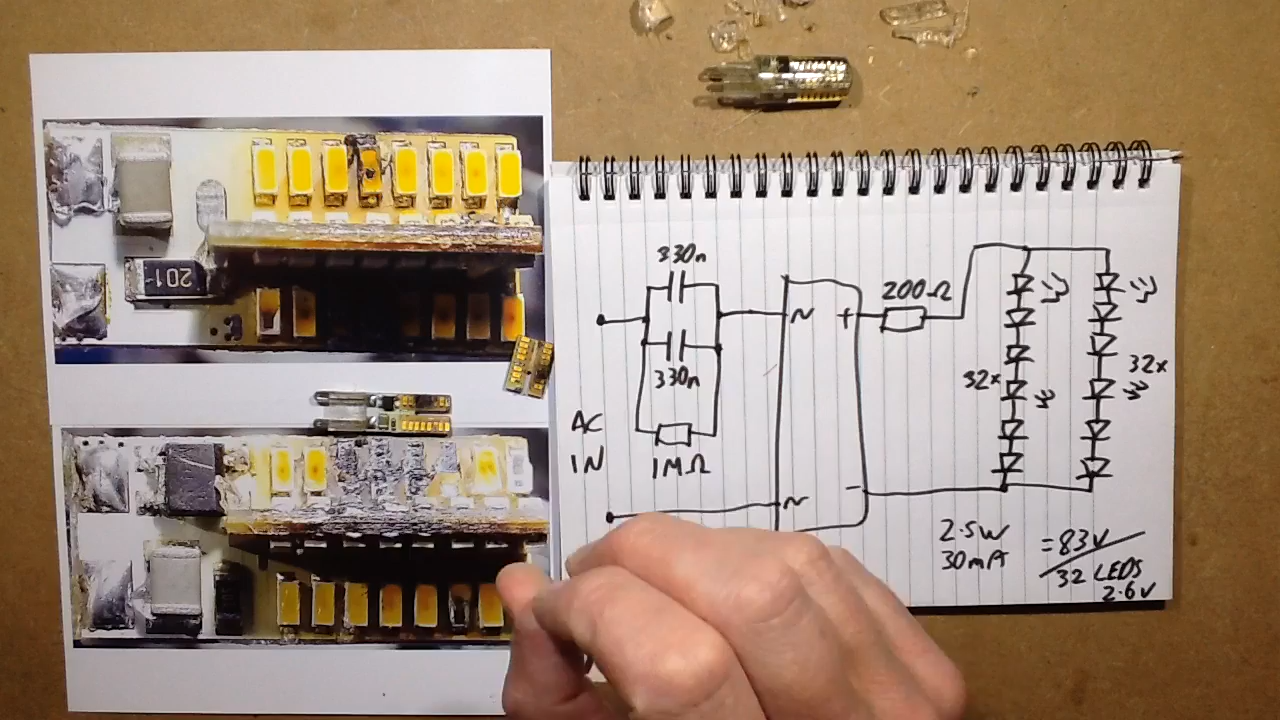 201
330n
330n
1MΩ
AC
IN
~
~
+
-
200Ω
32x
32x
2.5W
30mA
= 83V
32 LEDS
2.6V